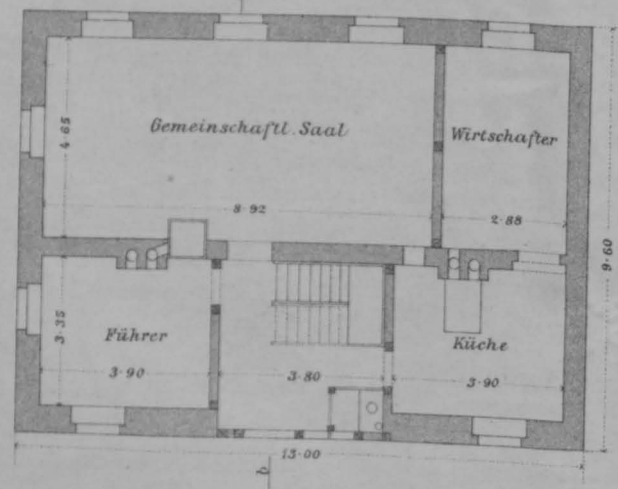 Gemeinschaftl. Saal
Wirtschafter
4·65
8·92
2·88
9·60
Führer
Küche
3·35
3·90
3·80
3·90
13·00
b